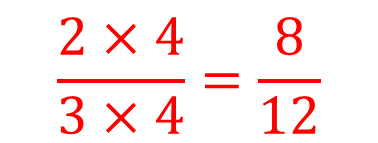 2 × 4 / 3 × 4 = 8 / 12